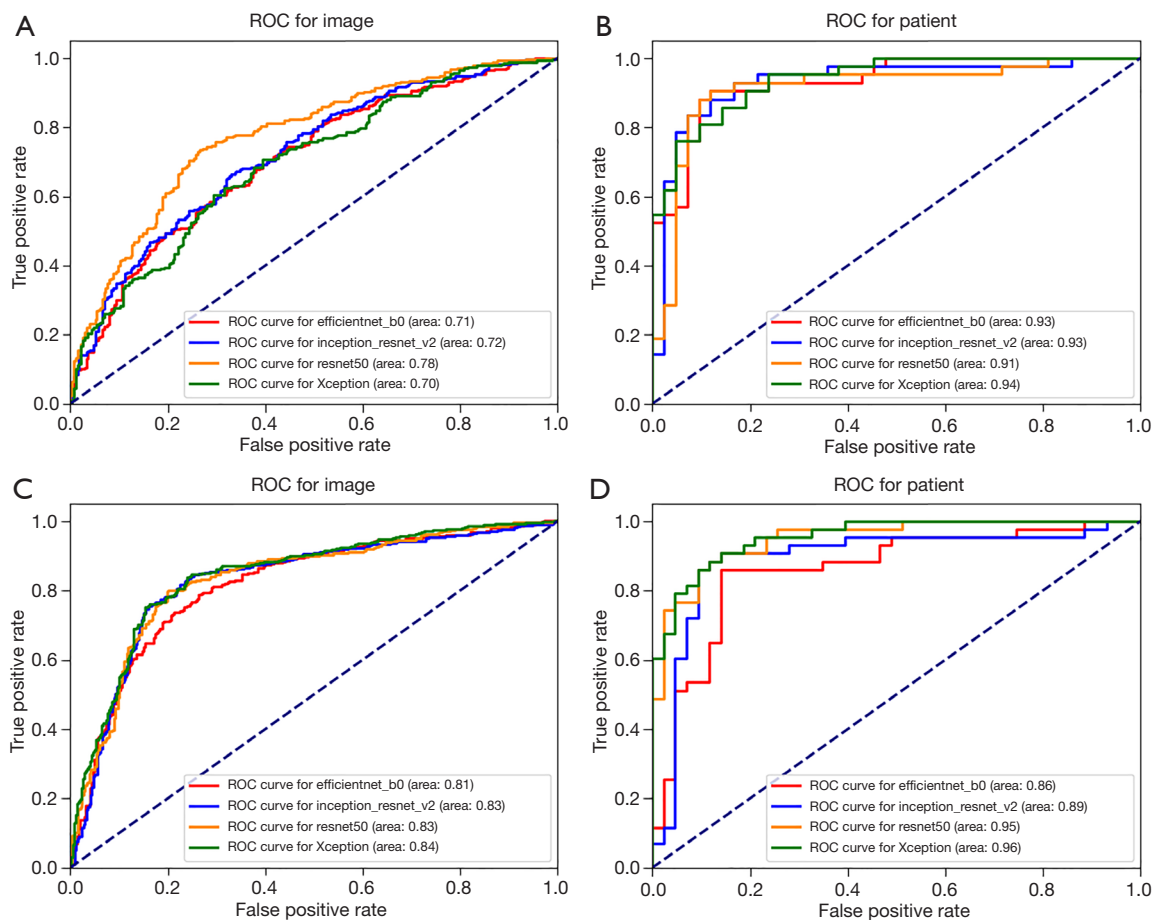 A
ROC for image
True positive rate
1.0
0.8
0.6
0.4
0.2
0.0
ROC curve for efficientnet_b0 (area: 0.71)
ROC curve for inception_resnet_v2 (area: 0.72)
ROC curve for resnet50 (area: 0.78)
ROC curve for Xception (area: 0.70)
0.0 0.2 0.4 0.6 0.8 1.0
False positive rate
B
ROC for patient
True positive rate
1.0
0.8
0.6
0.4
0.2
0.0
ROC curve for efficientnet_b0 (area: 0.93)
ROC curve for inception_resnet_v2 (area: 0.93)
ROC curve for resnet50 (area: 0.91)
ROC curve for Xception (area: 0.94)
0.0 0.2 0.4 0.6 0.8 1.0
False positive rate
C
ROC for image
True positive rate
1.0
0.8
0.6
0.4
0.2
0.0
ROC curve for efficientnet_b0 (area: 0.81)
ROC curve for inception_resnet_v2 (area: 0.83)
ROC curve for resnet50 (area: 0.83)
ROC curve for Xception (area: 0.84)
0.0 0.2 0.4 0.6 0.8 1.0
False positive rate
D
ROC for patient
True positive rate
1.0
0.8
0.6
0.4
0.2
0.0
ROC curve for efficientnet_b0 (area: 0.86)
ROC curve for inception_resnet_v2 (area: 0.89)
ROC curve for resnet50 (area: 0.95)
ROC curve for Xception (area: 0.96)
0.0 0.2 0.4 0.6 0.8 1.0
False positive rate